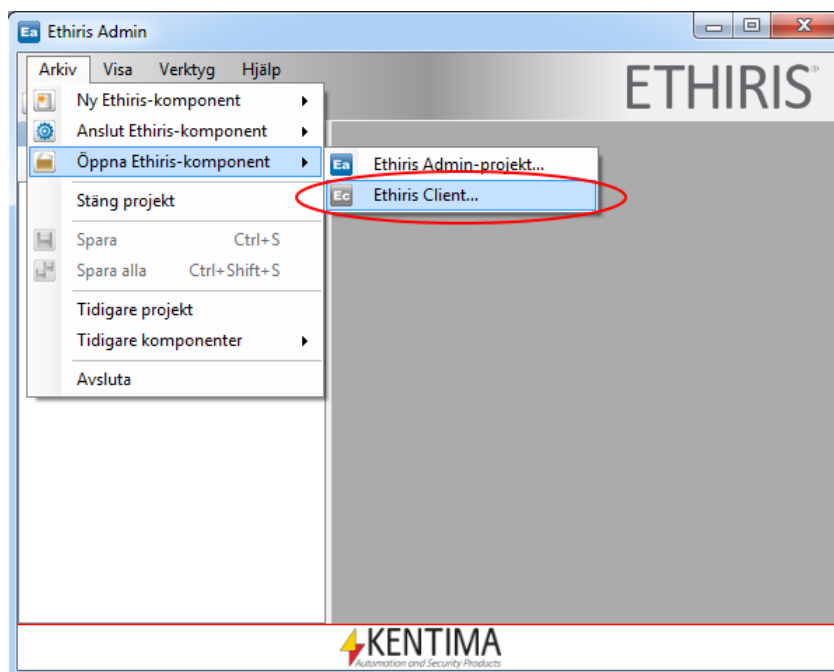 Ea Ethiris Admin
Arkiv Visa Verktyg Hjälp
ETHIRIS®
Ny Ethiris-komponent
Anslut Ethiris-komponent
Öppna Ethiris-komponent
Ea Ethiris Admin-projekt...
Ec Ethiris Client...
Stäng projekt
Spara Ctrl+S
Spara alla Ctrl+Shift+S
Tidigare projekt
Tidigare komponenter
Avsluta
KENTIMA
Automation and Security Products